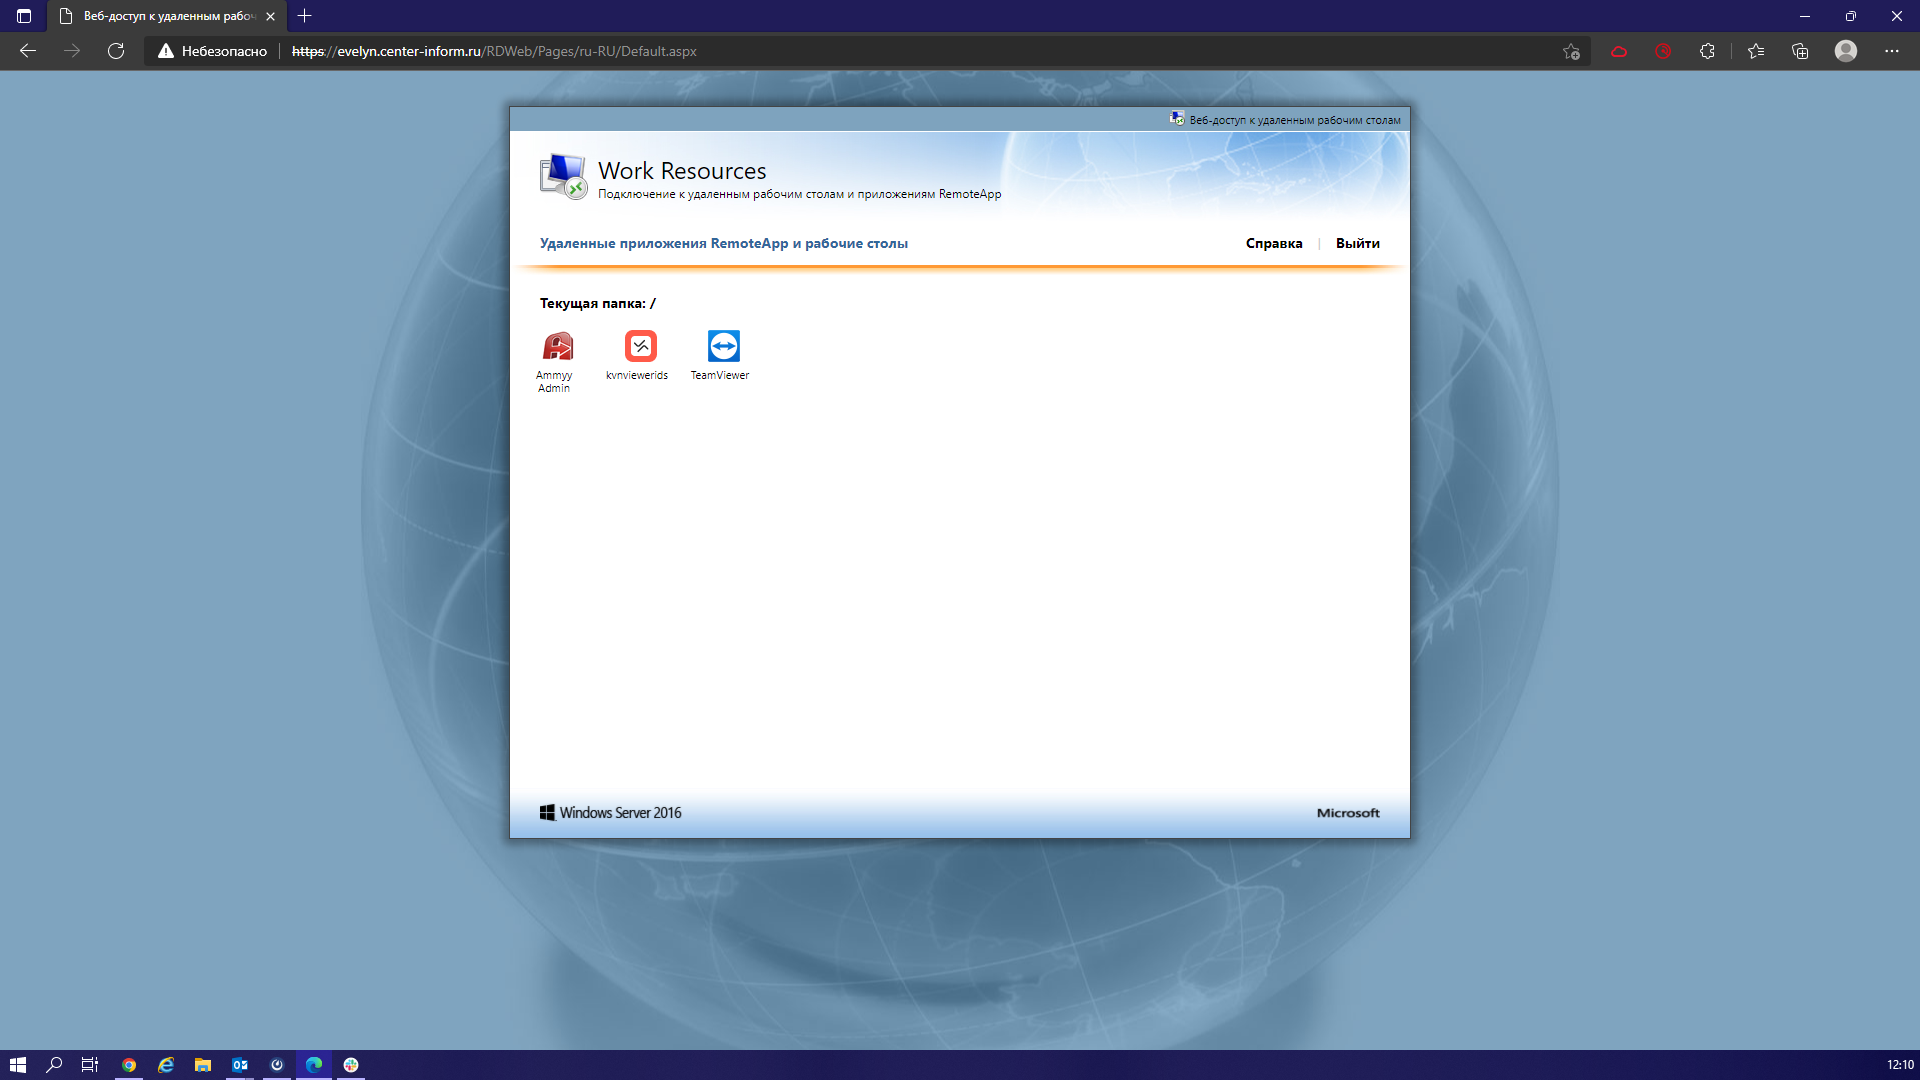 Веб-доступ к удаленным рабоч
Небезопасно
https://evelyn.center-inform.ru/RDWeb/Pages/ru-RU/Default.aspx
Веб-доступ к удаленным рабочим столам
Work Resources
Подключение к удаленным рабочим столам и приложениям RemoteApp
Удаленные приложения RemoteApp и рабочие столы
Справка | Выйти
Текущая папка: /
Ammyy Admin
kvnviewerids
TeamViewer
Windows Server 2016
Microsoft
12:10